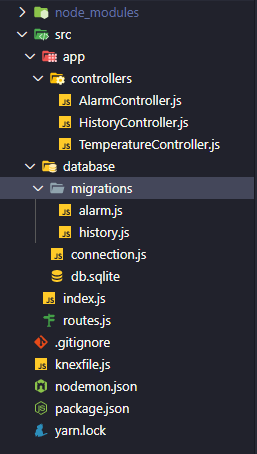 node_modules
src
app
controllers
AlarmController.js
HistoryController.js
TemperatureController.js
database
migrations
alarm.js
history.js
connection.js
db.sqlite
index.js
routes.js
.gitignore
knexfile.js
nodemon.json
package.json
yarn.lock